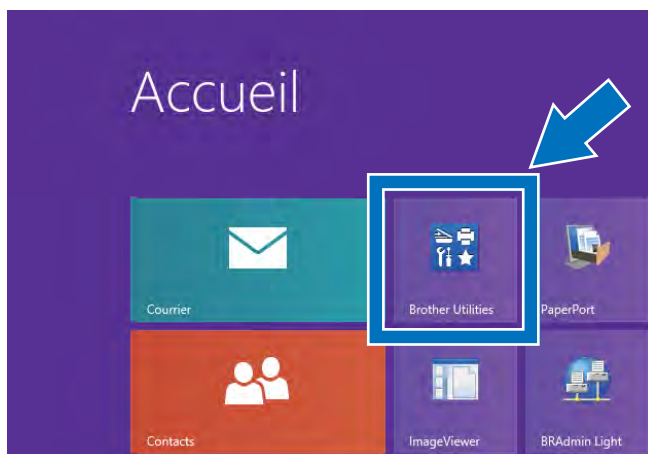 Accueil
Courrier
Brother Utilities
PaperPort
Contacts
ImageViewer
BRAdmin Light